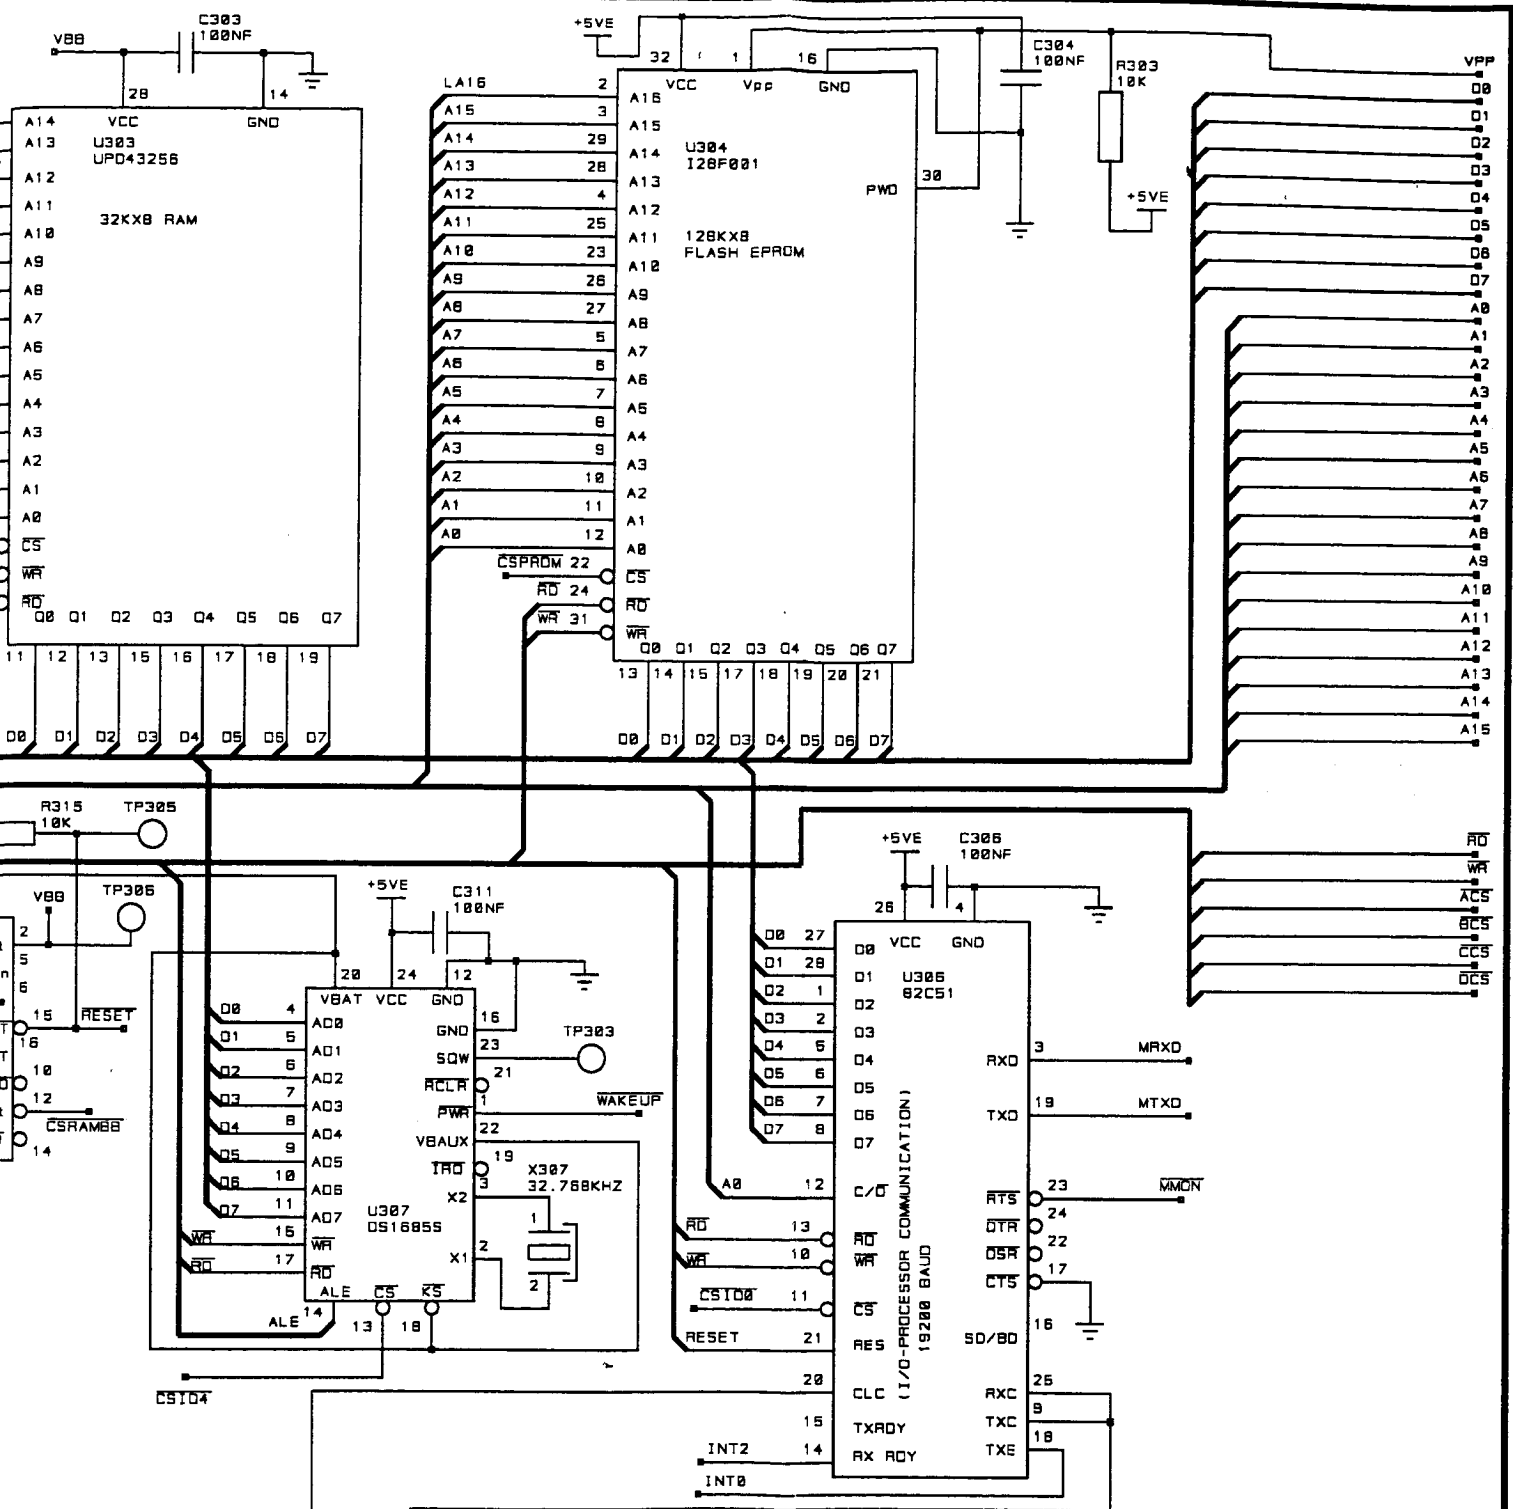 VBB
C303
100NF
28
14
A14
VCC
GND
A13
U303
UPD43256
A12
A11
32KX8 RAM
A10
A9
A8
A7
A6
A5
A4
A3
A2
A1
A0
CS
WR
RD
Q0 Q1 Q2 Q3 Q4 Q5 Q6 Q7
11 12 13 15 16 17 18 19
D0 D1 D2 D3 D4 D5 D6 D7
+5VE
32
1
16
C304
100NF
R303
10K
+5VE
VCC
Vpp
GND
LA16 2 A16
A15 3 A15
A14 29 A14
A13 28 A13
A12 4 A12
A11 25 A11
A10 23 A10
A9 26 A9
A8 27 A8
A7 5 A7
A6 6 A6
A5 7 A5
A4 8 A4
A3 9 A3
A2 10 A2
A1 11 A1
A0 12 A0
U304
I28F001
PWD 30
128KX8
FLASH EPROM
CSPROM 22 CS
RD 24 RD
WR 31 WR
Q0 Q1 Q2 Q3 Q4 Q5 Q6 Q7
13 14 15 17 18 19 20 21
D0 D1 D2 D3 D4 D5 D6 D7
VPP
D0
D1
D2
D3
D4
D5
D6
D7
A0
A1
A2
A3
A4
A5
A6
A7
A8
A9
A10
A11
A12
A13
A14
A15
RD
WR
ACS
BCS
CCS
DCS
R315
10K
TP305
VBB
TP306
2
5
6
15
RESET
16
10
12
CSRAMBB
14
+5VE
C311
100NF
20
24
12
VBAT VCC GND
D0 4 AD0
D1 5 AD1
D2 6 AD2
D3 7 AD3
D4 8 AD4
D5 9 AD5
D6 10 AD6
D7 11 AD7
WR 15 WR
RD 17 RD
GND 16
SQW 23
TP303
RCLR 21
PWR 1
WAKEUP
VBAUX 22
IRQ 19
X2 3
X1 2
U307
DS1685S
X307
32.768KHZ
1
2
ALE CS KS
ALE 14
13
18
CSIO4
+5VE
C306
100NF
26
4
VCC GND
U306
82C51
D0 27 D0
D1 28 D1
D2 1 D2
D3 2 D3
D4 5 D4
D5 6 D5
D6 7 D6
D7 8 D7
A0 12 C/D
RD 13 RD
WR 10 WR
CSIO0 11 CS
RESET 21 RES
20 CLC
15 TXRDY
INT2 14 RX RDY
INT0
(I/O-PROCESSOR COMMUNICATION)
19200 BAUD
RXD 3 MRXD
TXD 19 MTXD
RTS 23 MMON
DTR 24
DSR 22
CTS 17
SD/BD 16
RXC 25
TXC 9
TXE 18